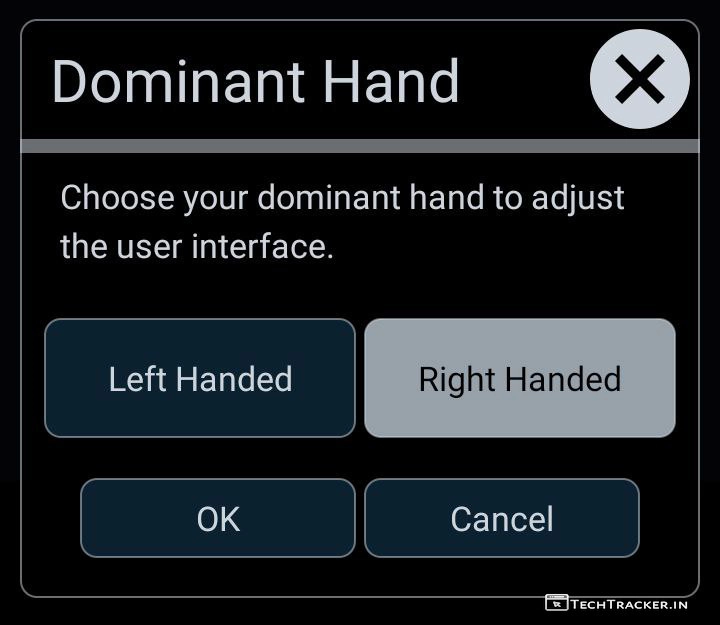 Dominant Hand
Choose your dominant hand to adjust
the user interface.
Left Handed
Right Handed
OK
Cancel
TECHTRACKER.IN